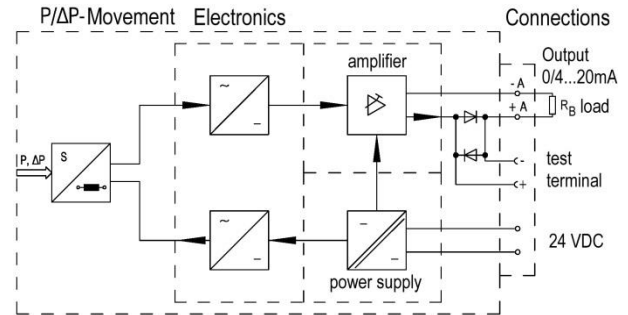 P/ΔP-Movement Electronics Connections
Output
0/4...20mA
amplifier
- A
+ A
R_B load
P, ΔP
S
~
–
test
terminal
-
+
~
–
–
–
24 VDC
power supply